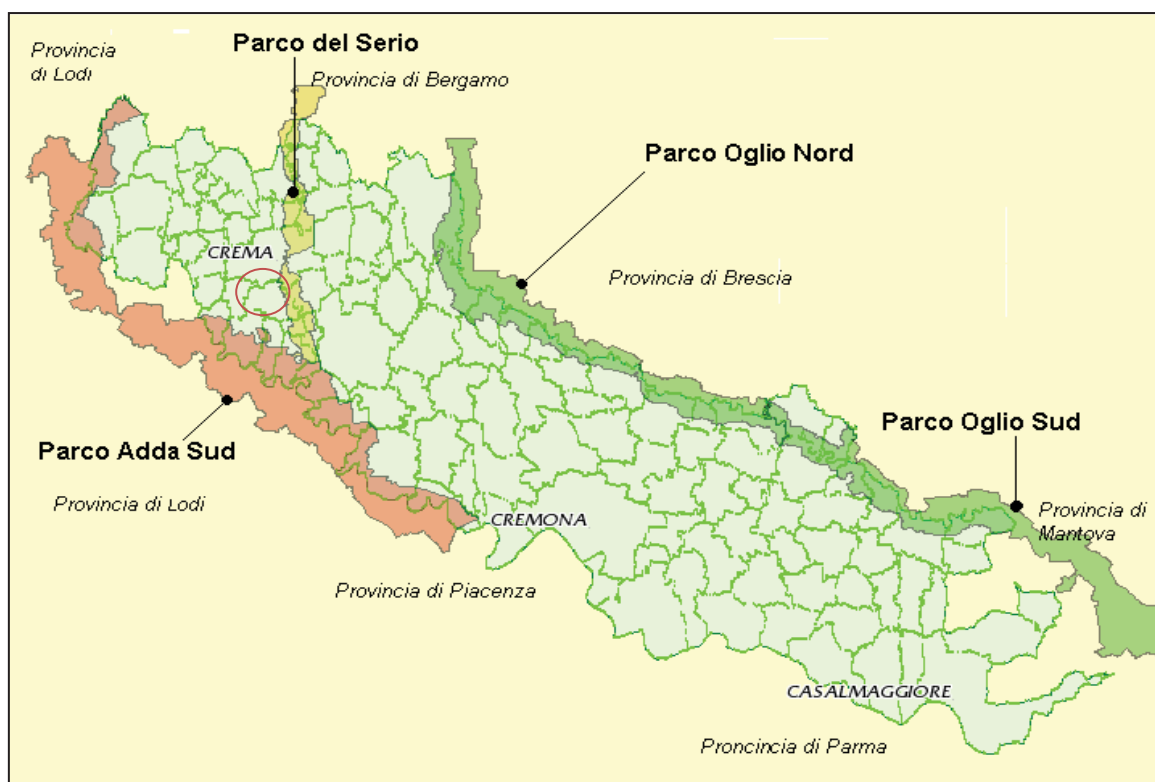 Parco del Serio
Provincia
di Lodi
Provincia di Bergamo
Parco Oglio Nord
CREMA
Provincia di Brescia
Parco Oglio Sud
Parco Adda Sud
Provincia di Lodi
CREMONA
Provincia di
Mantova
Provincia di Piacenza
CASALMAGGIORE
Proncincia di Parma